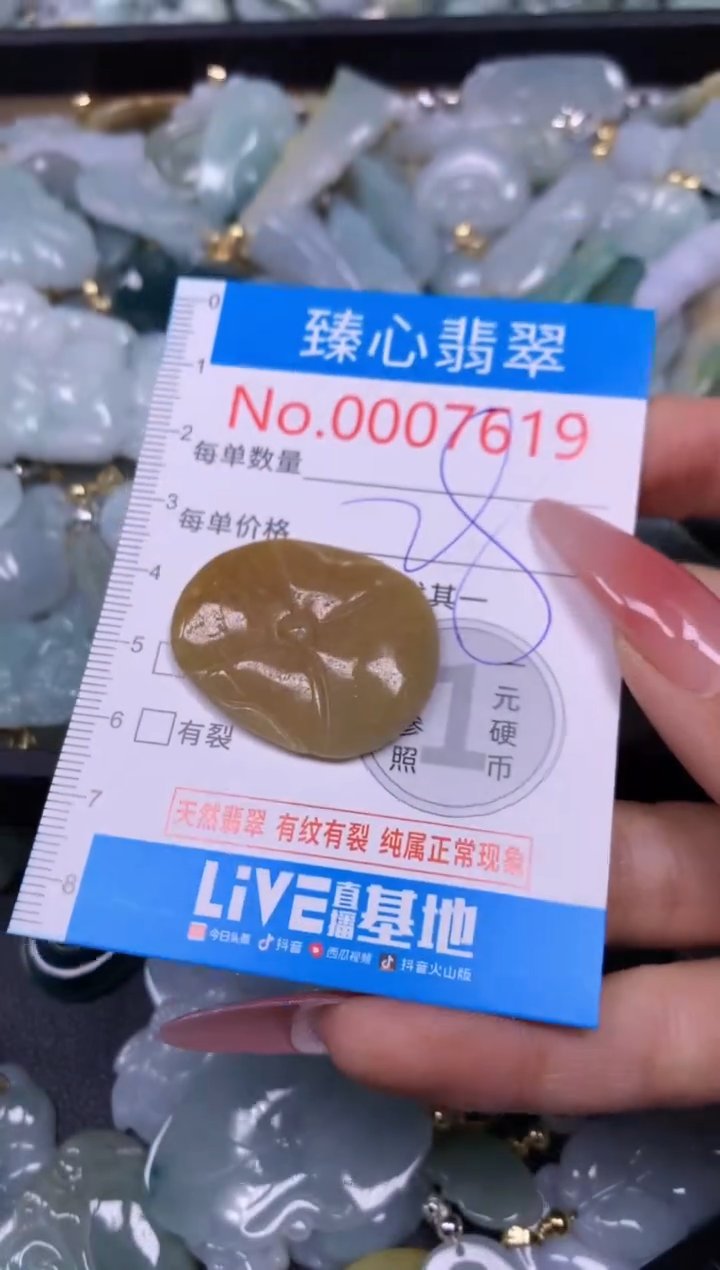 臻心翡翠
No.0007619
每单数量
每单价格 28
其一
有裂
1
元硬币
参照
天然翡翠 有纹有裂 纯属正常现象
LiVE直播基地
今日头条 抖音 西瓜视频 抖音火山版
0
1
2
3
4
5
6
7
8